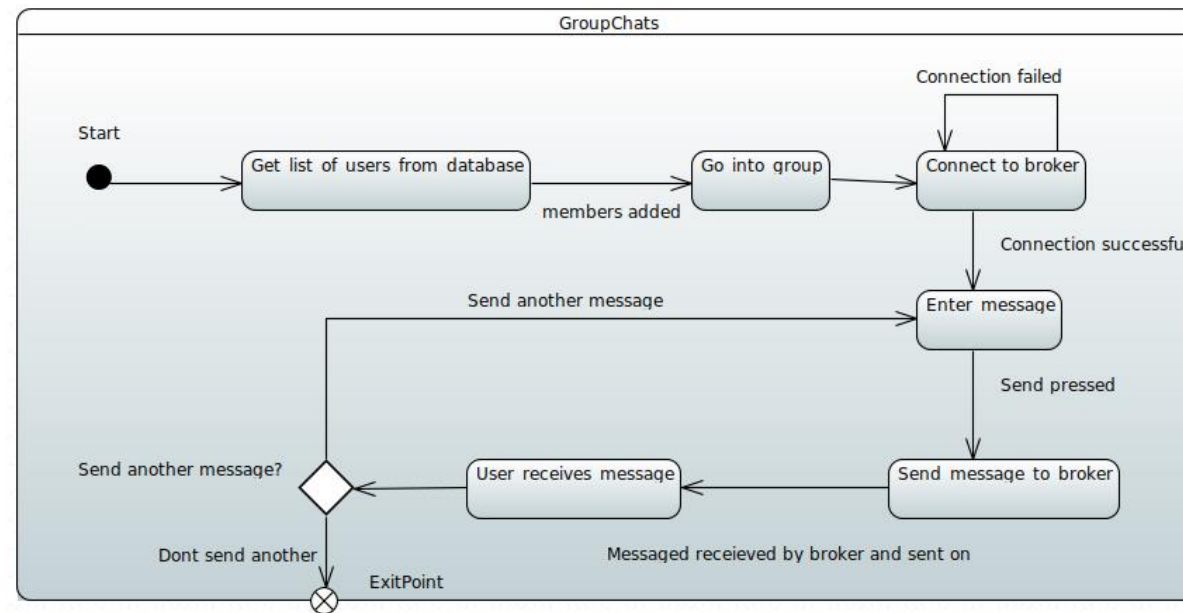 GroupChats
Connection failed
Start
Get list of users from database
Go into group
Connect to broker
members added
Connection successfu
Send another message
Enter message
Send pressed
Send another message?
User receives message
Send message to broker
Dont send another
Messaged receieved by broker and sent on
ExitPoint